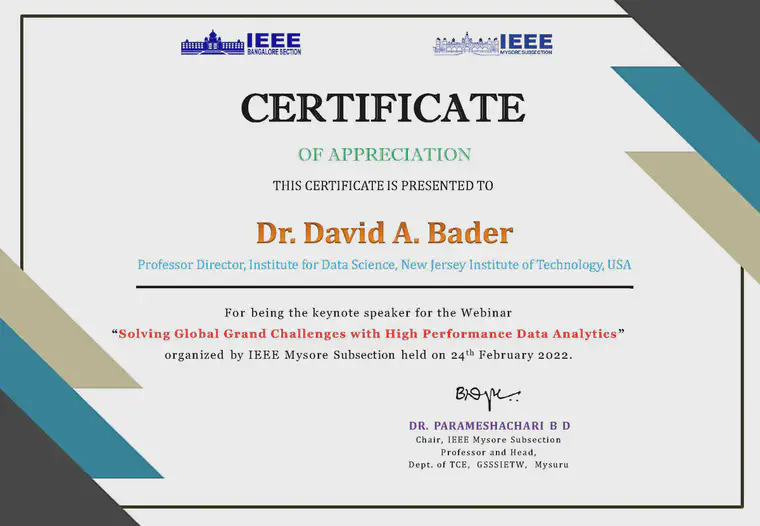 IEEE
BANGALORE SECTION
IEEE
MYSORE SUBSECTION
CERTIFICATE
OF APPRECIATION
THIS CERTIFICATE IS PRESENTED TO
Dr. David A. Bader
Professor Director, Institute for Data Science, New Jersey Institute of Technology, USA
For being the keynote speaker for the Webinar
“Solving Global Grand Challenges with High Performance Data Analytics”
organized by IEEE Mysore Subsection held on 24th February 2022.
DR. PARAMESHACHARI B D
Chair, IEEE Mysore Subsection
Professor and Head,
Dept. of TCE, GSSSIETW, Mysuru